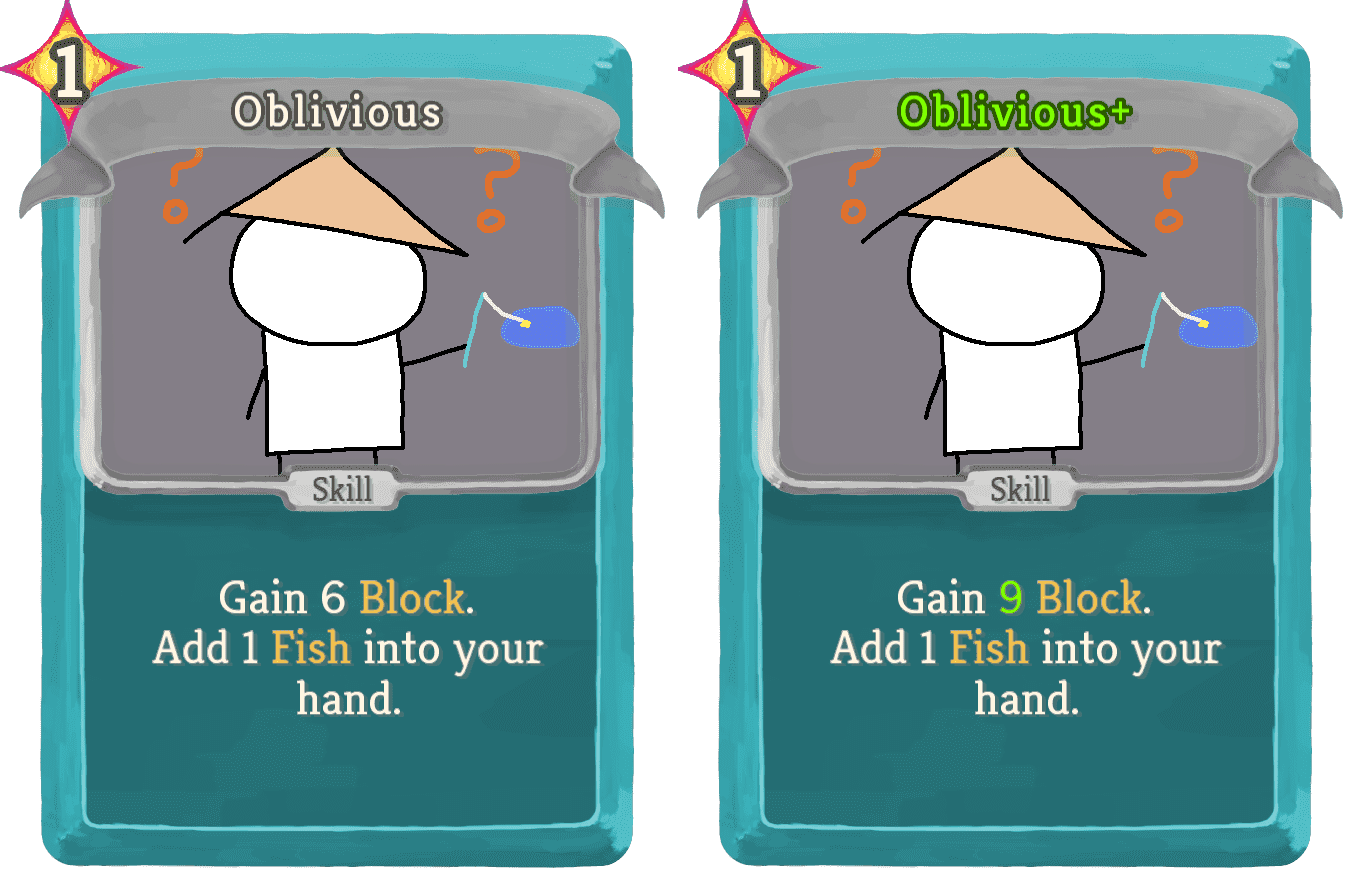 1
Oblivious
? ?
Skill
Gain 6 Block.
Add 1 Fish into your
hand.
1
Oblivious+
? ?
Skill
Gain 9 Block.
Add 1 Fish into your
hand.